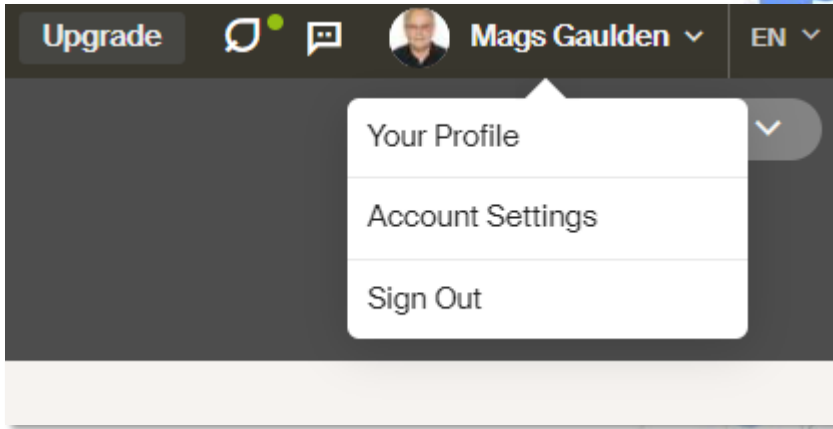 Upgrade Mags Gaulden EN
Your Profile
Account Settings
Sign Out